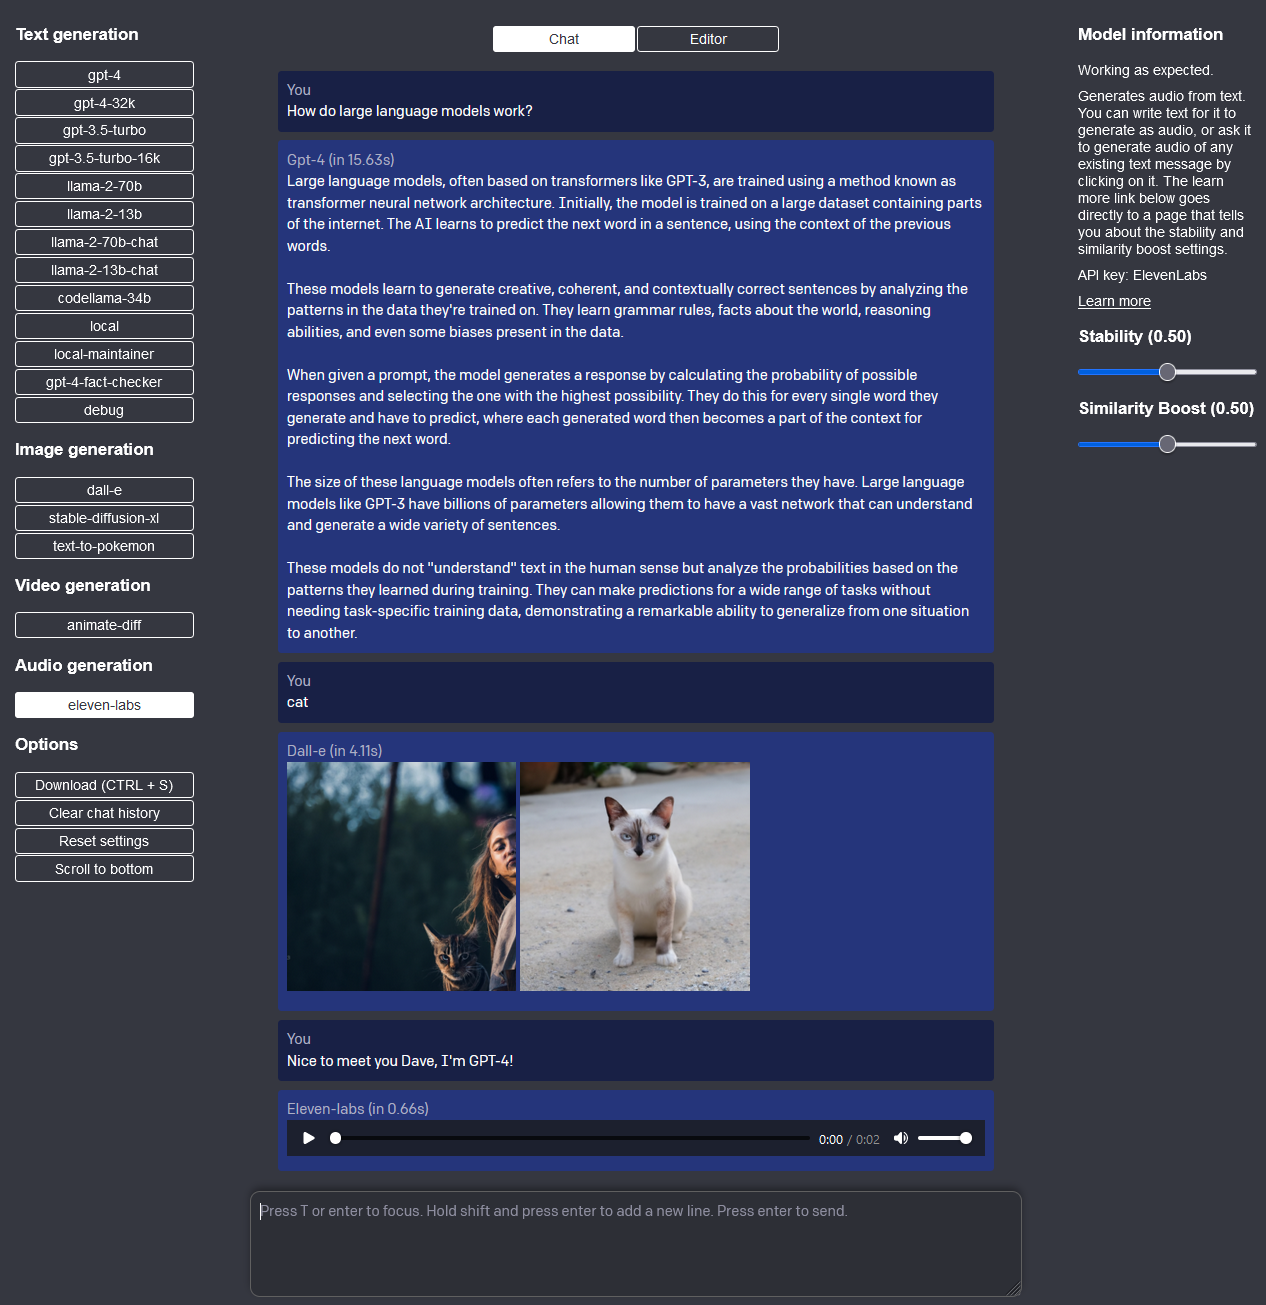 Text generation
gpt-4
gpt-4-32k
gpt-3.5-turbo
gpt-3.5-turbo-16k
llama-2-70b
llama-2-13b
llama-2-70b-chat
llama-2-13b-chat
codellama-34b
local
local-maintainer
gpt-4-fact-checker
debug
Image generation
dall-e
stable-diffusion-xl
text-to-pokemon
Video generation
animate-diff
Audio generation
eleven-labs
Options
Download (CTRL + S)
Clear chat history
Reset settings
Scroll to bottom
Chat
Editor
You
How do large language models work?
Gpt-4 (in 15.63s)
Large language models, often based on transformers like GPT-3, are trained using a method known as
transformer neural network architecture. Initially, the model is trained on a large dataset containing parts
of the internet. The AI learns to predict the next word in a sentence, using the context of the previous
words.
These models learn to generate creative, coherent, and contextually correct sentences by analyzing the
patterns in the data they're trained on. They learn grammar rules, facts about the world, reasoning
abilities, and even some biases present in the data.
When given a prompt, the model generates a response by calculating the probability of possible
responses and selecting the one with the highest possibility. They do this for every single word they
generate and have to predict, where each generated word then becomes a part of the context for
predicting the next word.
The size of these language models often refers to the number of parameters they have. Large language
models like GPT-3 have billions of parameters allowing them to have a vast network that can understand
and generate a wide variety of sentences.
These models do not "understand" text in the human sense but analyze the probabilities based on the
patterns they learned during training. They can make predictions for a wide range of tasks without
needing task-specific training data, demonstrating a remarkable ability to generalize from one situation
to another.
You
cat
Dall-e (in 4.11s)
You
Nice to meet you Dave, I'm GPT-4!
Eleven-labs (in 0.66s)
0:00 / 0:02
Press T or enter to focus. Hold shift and press enter to add a new line. Press enter to send.
Model information
Working as expected.
Generates audio from text.
You can write text for it to
generate as audio, or ask it
to generate audio of any
existing text message by
clicking on it. The learn
more link below goes
directly to a page that tells
you about the stability and
similarity boost settings.
API key: ElevenLabs
Learn more
Stability (0.50)
Similarity Boost (0.50)